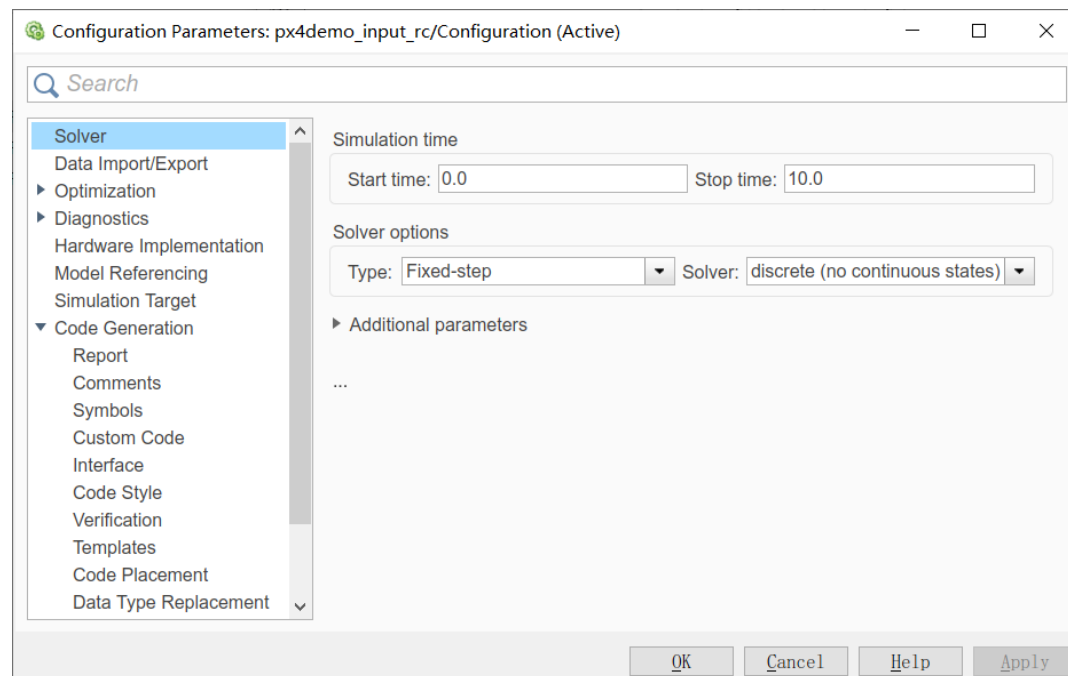 Configuration Parameters: px4demo_input_rc/Configuration (Active)
Search
Solver
Data Import/Export
Optimization
Diagnostics
Hardware Implementation
Model Referencing
Simulation Target
Code Generation
Report
Comments
Symbols
Custom Code
Interface
Code Style
Verification
Templates
Code Placement
Data Type Replacement
Simulation time
Start time: 0.0 Stop time: 10.0
Solver options
Type: Fixed-step Solver: discrete (no continuous states)
Additional parameters
...
OK Cancel Help Apply